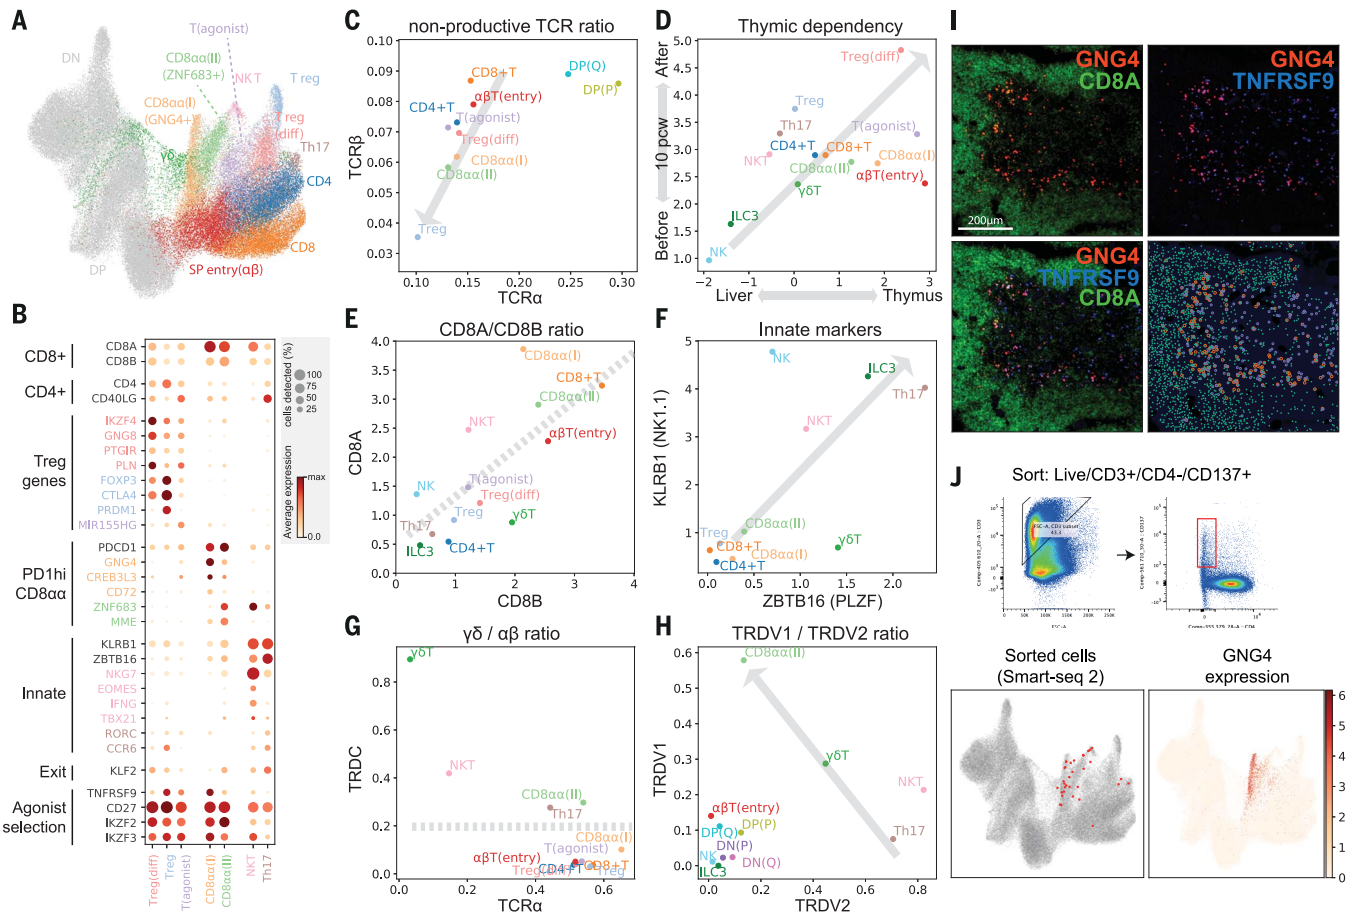 A
T(agonist)
DN
CD8αα(II)
(ZNF683+)
NKT
T reg
CD8αα(I)
(GNG4+)
T reg
(diff)
γδ
Th17
CD4
CD8
DP
SP entry(αβ)
B
CD8+
CD8A
CD8B
CD4+
CD4
CD40LG
Treg
genes
IKZF4
GNG8
PTGIR
PLN
FOXP3
CTLA4
PRDM1
MIR155HG
PD1hi
CD8αα
PDCD1
GNG4
CREB3L3
CD72
ZNF683
MME
Innate
KLRB1
ZBTB16
NKG7
EOMES
IFNG
TBX21
RORC
CCR6
Exit
KLF2
Agonist
selection
TNFRSF9
CD27
IKZF2
IKZF3
Treg(diff)
Treg
T(agonist)
CD8αα(I)
CD8αα(II)
NKT
Th17
cells detected (%)
100
75
50
25
Average expression
max
0.0
C
non-productive TCR ratio
TCRβ
0.10
0.09
0.08
0.07
0.06
0.05
0.04
0.03
CD8+T
DP(Q)
DP(P)
αβT(entry)
CD4+T
T(agonist)
Treg(diff)
CD8αα(I)
CD8αα(II)
Treg
0.10 0.15 0.20 0.25 0.30
TCRα
D
Thymic dependency
Before 10 pcw After
5.0
4.5
4.0
3.5
3.0
2.5
2.0
1.5
1.0
Treg(diff)
Treg
Th17
T(agonist)
CD4+T
CD8+T
NKT
CD8αα(II)
CD8αα(I)
αβT(entry)
γδT
ILC3
NK
−2 −1 0 1 2 3
Liver Thymus
E
CD8A/CD8B ratio
CD8A
4.0
3.5
3.0
2.5
2.0
1.5
1.0
0.5
0.0
CD8αα(I)
CD8+T
CD8αα(II)
NKT
αβT(entry)
NK
T(agonist)
Treg(diff)
Treg
Th17
γδT
ILC3
CD4+T
0 1 2 3 4
CD8B
F
Innate markers
KLRB1 (NK1.1)
5
4
3
2
1
0
NK
ILC3
Th17
NKT
CD8αα(II)
Treg
CD8+T
CD8αα(I)
CD4+T
γδT
0.0 0.5 1.0 1.5 2.0
ZBTB16 (PLZF)
G
γδ / αβ ratio
TRDC
0.8
0.6
0.4
0.2
0.0
γδT
NKT
CD8αα(II)
Th17
CD8αα(I)
T(agonist)
αβT(entry)
Treg(diff)
CD4+T
CD8+T
Treg
0.0 0.2 0.4 0.6
TCRα
H
TRDV1 / TRDV2 ratio
TRDV1
0.6
0.5
0.4
0.3
0.2
0.1
0.0
CD8αα(II)
γδT
NKT
αβT(entry)
DP(Q)
DP(P)
Th17
NK
DN(P)
DN(Q)
ILC3
0.0 0.2 0.4 0.6 0.8
TRDV2
I
GNG4
CD8A
200μm
GNG4
TNFRSF9
GNG4
TNFRSF9
CD8A
J
Sort: Live/CD3+/CD4-/CD137+
FSC-A, CD3 subset
43.3
0 50K 100K 150K 200K 250K
FSC-A
Sorted cells
(Smart-seq 2)
GNG4
expression
6
5
4
3
2
1
0